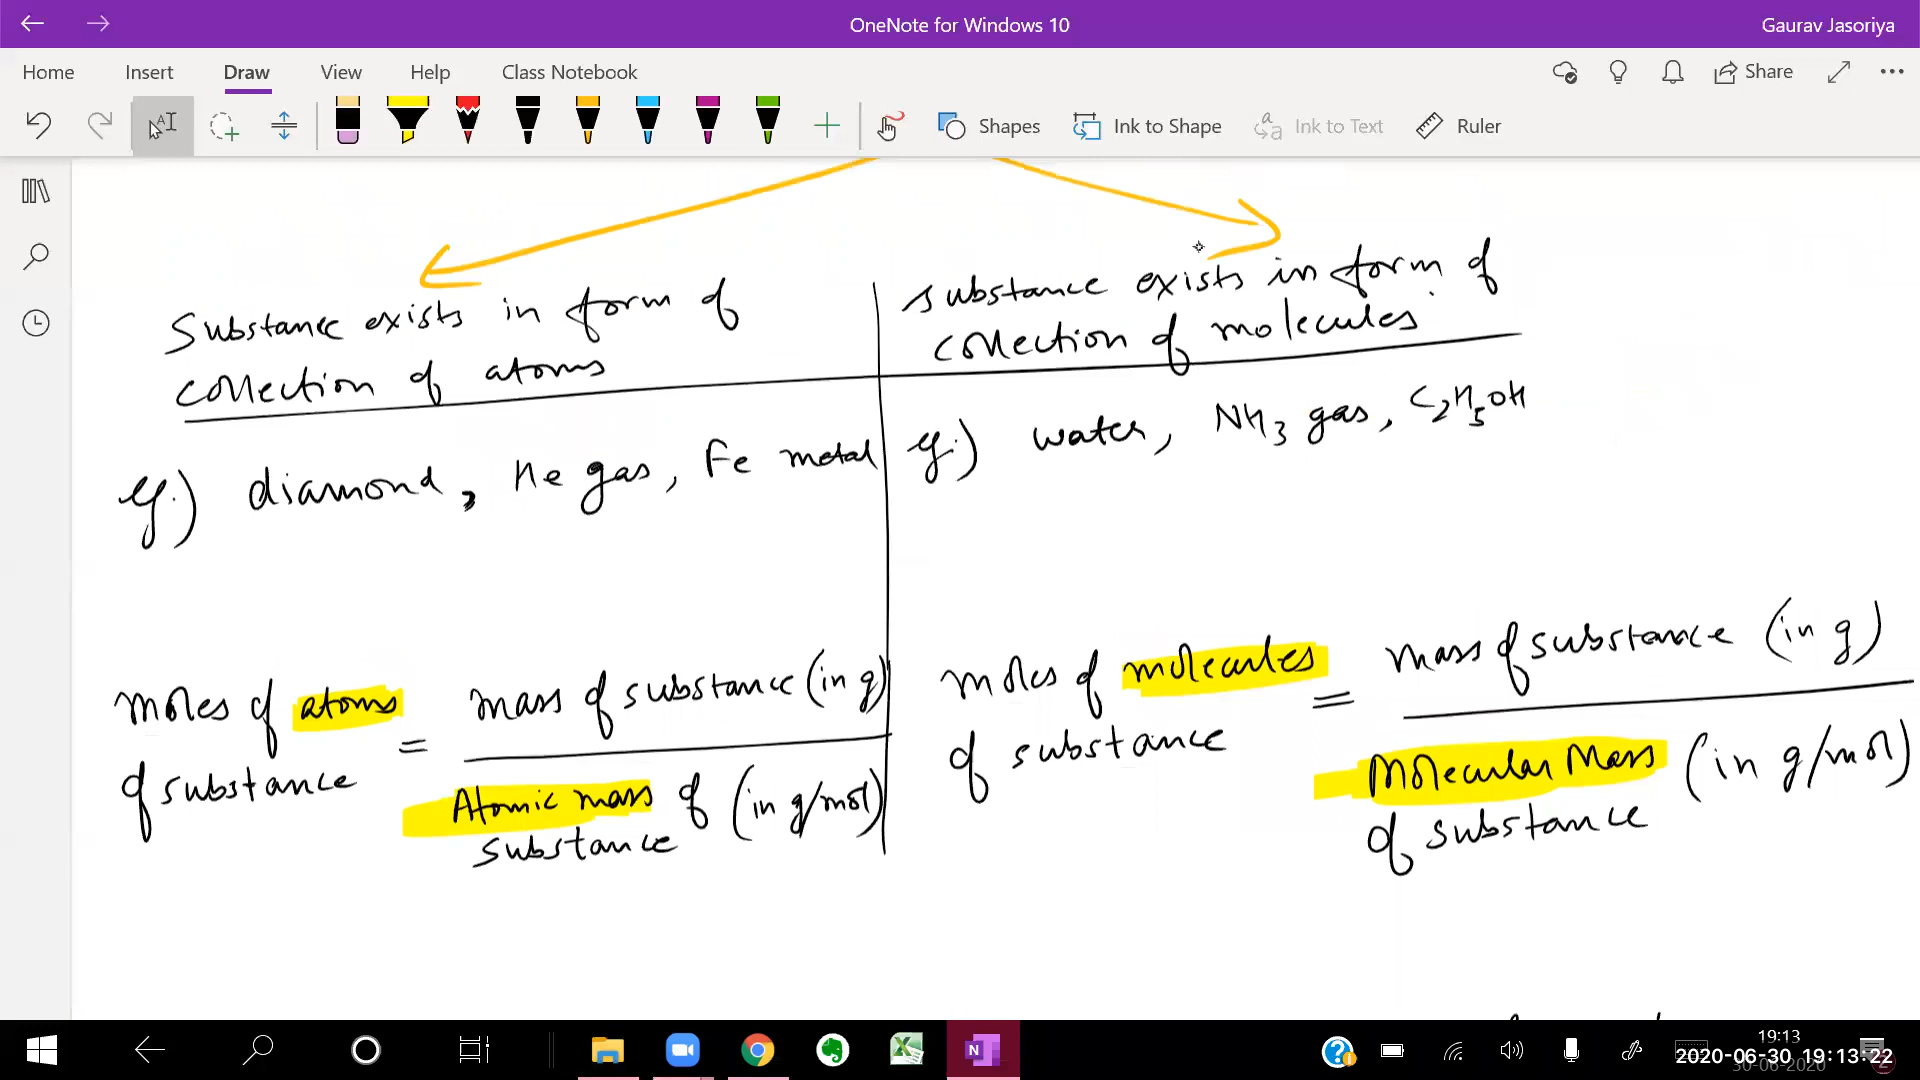 OneNote for Windows 10
Gaurav Jasoriya
Home Insert Draw View Help Class Notebook
Share
Shapes Ink to Shape Ink to Text Ruler
Substance exists in form of
collection of atoms
eg.) diamond, He gas, Fe metal
moles of atoms
of substance
=
mass of substance (in g)
Atomic mass of (in g/mol)
substance
substance exists in form of
collection of molecules
eg.) water, NH3 gas, C2H5OH
moles of molecules
of substance
=
mass of substance (in g)
Molecular Mass (in g/mol)
of substance
19:13
2020-06-30 19:13:22
30-06-2020